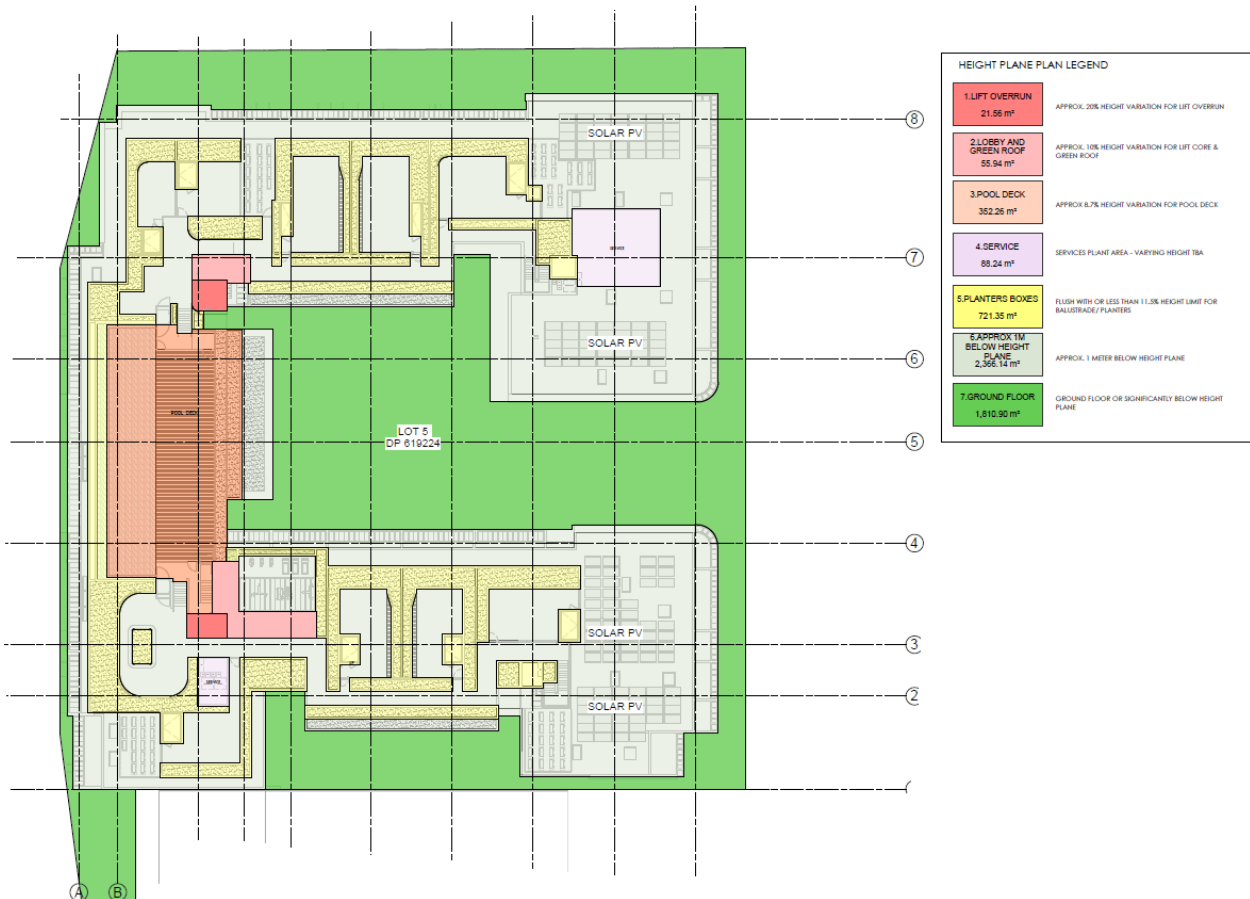 HEIGHT PLANE PLAN LEGEND
1.LIFT OVERRUN
21.56 m²
APPROX. 20% HEIGHT VARIATION FOR LIFT OVERRUN
2.LOBBY AND
GREEN ROOF
55.94 m²
APPROX. 10% HEIGHT VARIATION FOR LIFT CORE &
GREEN ROOF
3.POOL DECK
352.26 m²
APPROX 8.7% HEIGHT VARIATION FOR POOL DECK
4.SERVICE
88.24 m²
SERVICES PLANT AREA - VARYING HEIGHT TBA
5.PLANTERS BOXES
721.35 m²
FLUSH WITH OR LESS THAN 11.5% HEIGHT LIMIT FOR
BALUSTRADE/ PLANTERS
6.APPROX 1M
BELOW HEIGHT
PLANE
2,366.14 m²
APPROX. 1 METER BELOW HEIGHT PLANE
7.GROUND FLOOR
1,810.90 m²
GROUND FLOOR OR SIGNIFICANTLY BELOW HEIGHT
PLANE
8
SOLAR PV
SERVICE
7
SOLAR PV
6
POOL DECK
LOT 5
DP 619224
5
4
SOLAR PV
3
SERVICE
2
SOLAR PV
A
B